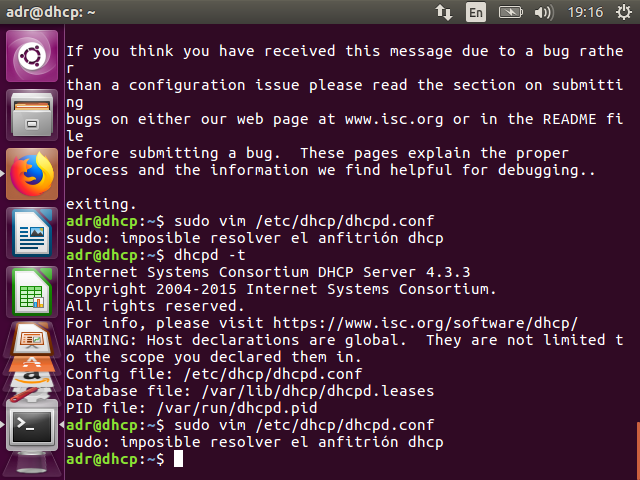 adr@dhcp: ~
En
19:16
If you think you have received this message due to a bug rathe
r
than a configuration issue please read the section on submitti
ng
bugs on either our web page at www.isc.org or in the README fi
le
before submitting a bug.  These pages explain the proper
process and the information we find helpful for debugging..
exiting.
adr@dhcp:~$ sudo vim /etc/dhcp/dhcpd.conf
sudo: imposible resolver el anfitrión dhcp
adr@dhcp:~$ dhcpd -t
Internet Systems Consortium DHCP Server 4.3.3
Copyright 2004-2015 Internet Systems Consortium.
All rights reserved.
For info, please visit https://www.isc.org/software/dhcp/
WARNING: Host declarations are global.  They are not limited t
o the scope you declared them in.
Config file: /etc/dhcp/dhcpd.conf
Database file: /var/lib/dhcp/dhcpd.leases
PID file: /var/run/dhcpd.pid
adr@dhcp:~$ sudo vim /etc/dhcp/dhcpd.conf
sudo: imposible resolver el anfitrión dhcp
adr@dhcp:~$